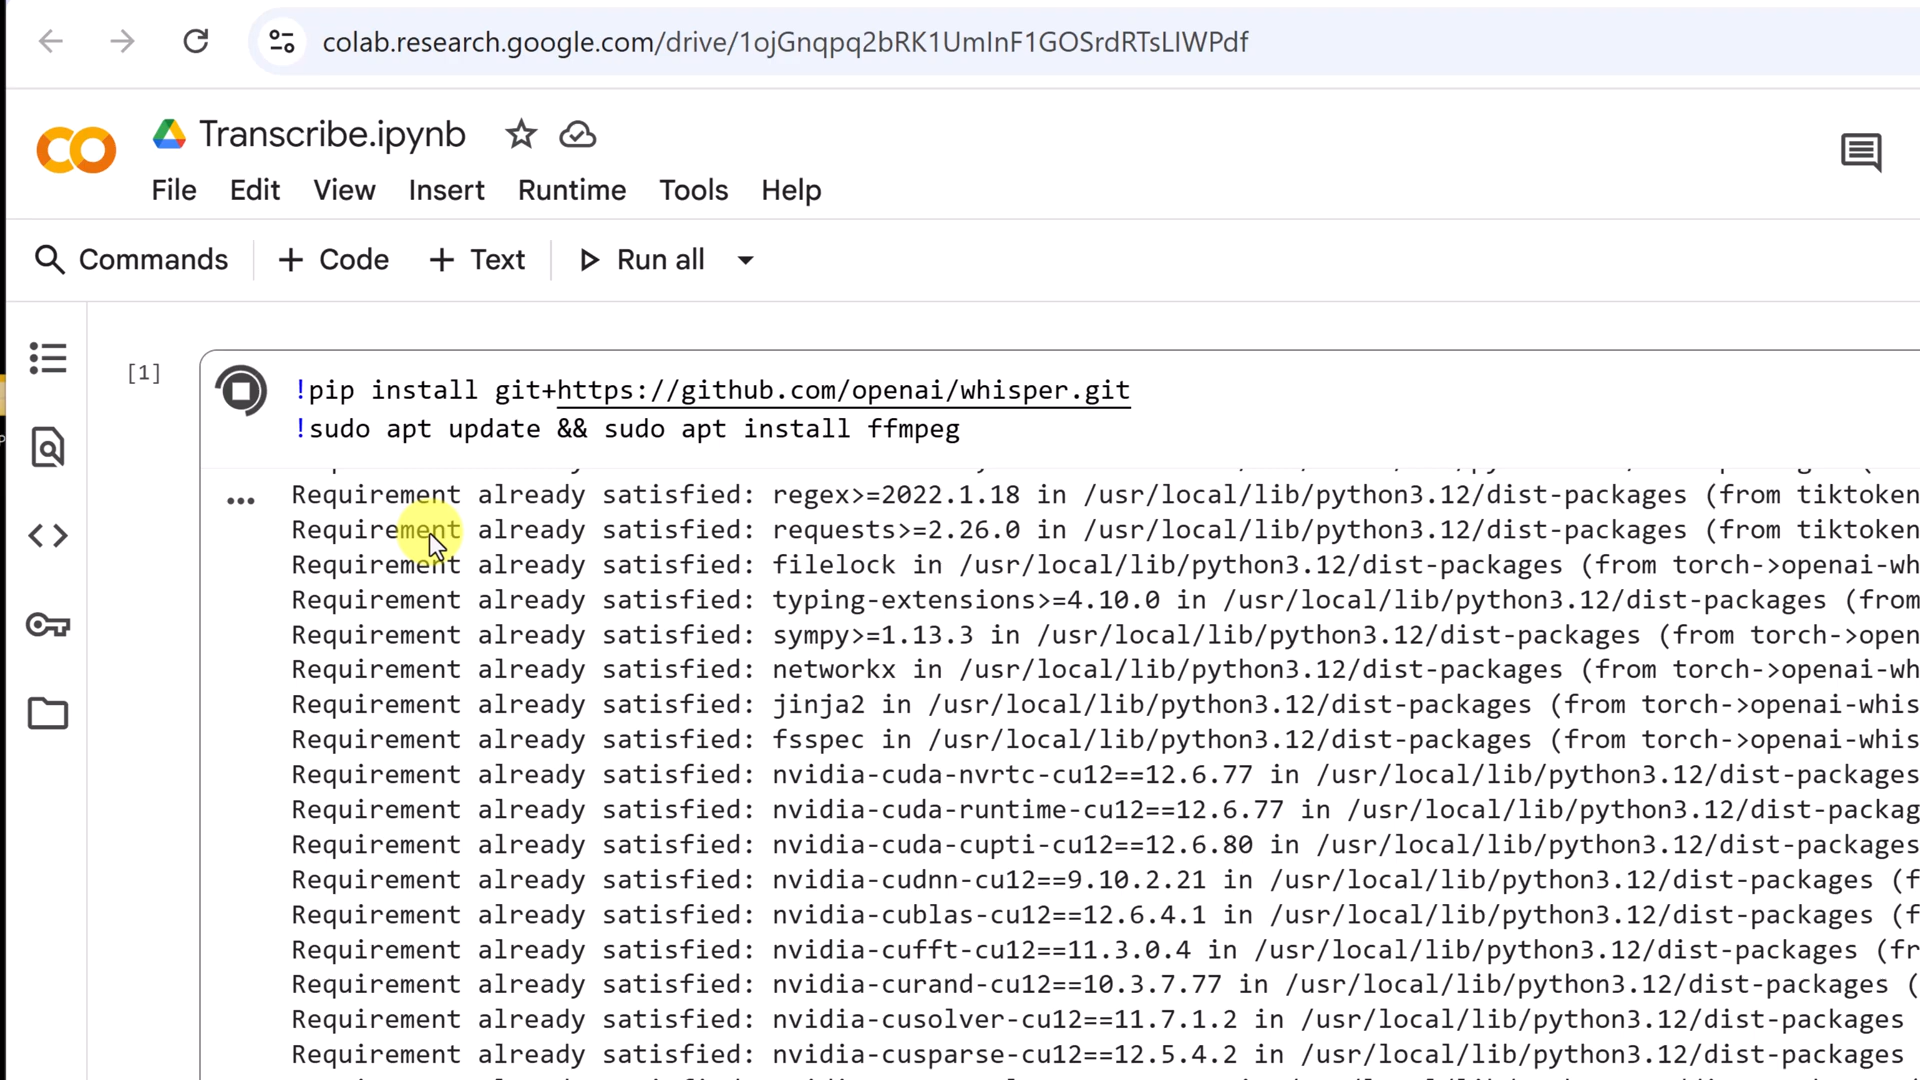 colab.research.google.com/drive/1ojGnqpq2bRK1UmInF1GOSrdRTsLIWPdf
Transcribe.ipynb
File Edit View Insert Runtime Tools Help
Commands + Code + Text Run all
[1]
!pip install git+https://github.com/openai/whisper.git
!sudo apt update && sudo apt install ffmpeg
Requirement already satisfied: regex>=2022.1.18 in /usr/local/lib/python3.12/dist-packages (from tiktoken
Requirement already satisfied: requests>=2.26.0 in /usr/local/lib/python3.12/dist-packages (from tiktoken
Requirement already satisfied: filelock in /usr/local/lib/python3.12/dist-packages (from torch->openai-wh
Requirement already satisfied: typing-extensions>=4.10.0 in /usr/local/lib/python3.12/dist-packages (from
Requirement already satisfied: sympy>=1.13.3 in /usr/local/lib/python3.12/dist-packages (from torch->open
Requirement already satisfied: networkx in /usr/local/lib/python3.12/dist-packages (from torch->openai-wh
Requirement already satisfied: jinja2 in /usr/local/lib/python3.12/dist-packages (from torch->openai-whis
Requirement already satisfied: fsspec in /usr/local/lib/python3.12/dist-packages (from torch->openai-whis
Requirement already satisfied: nvidia-cuda-nvrtc-cu12==12.6.77 in /usr/local/lib/python3.12/dist-packages
Requirement already satisfied: nvidia-cuda-runtime-cu12==12.6.77 in /usr/local/lib/python3.12/dist-packag
Requirement already satisfied: nvidia-cuda-cupti-cu12==12.6.80 in /usr/local/lib/python3.12/dist-packages
Requirement already satisfied: nvidia-cudnn-cu12==9.10.2.21 in /usr/local/lib/python3.12/dist-packages (f
Requirement already satisfied: nvidia-cublas-cu12==12.6.4.1 in /usr/local/lib/python3.12/dist-packages (f
Requirement already satisfied: nvidia-cufft-cu12==11.3.0.4 in /usr/local/lib/python3.12/dist-packages (fr
Requirement already satisfied: nvidia-curand-cu12==10.3.7.77 in /usr/local/lib/python3.12/dist-packages (
Requirement already satisfied: nvidia-cusolver-cu12==11.7.1.2 in /usr/local/lib/python3.12/dist-packages
Requirement already satisfied: nvidia-cusparse-cu12==12.5.4.2 in /usr/local/lib/python3.12/dist-packages